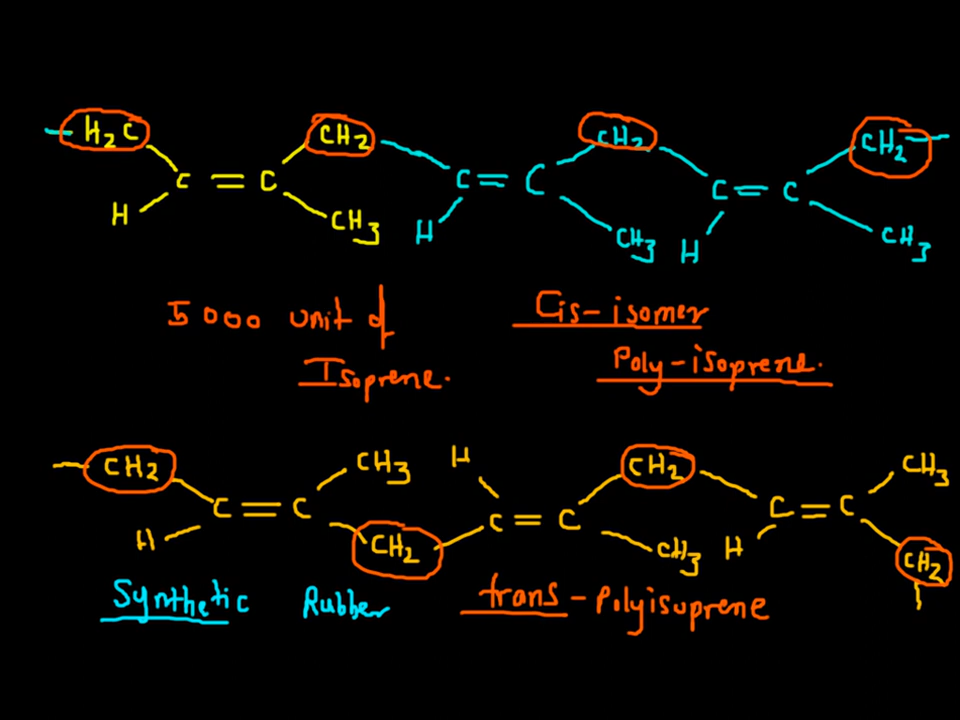 H2C CH2 CH2 CH2
C = C C = C C = C
H CH3 H CH3 H CH3
5000 unit of Cis-isomer
Isoprene. Poly-isoprene.
CH2 CH3 H CH2 CH3
C = C C = C C = C
H CH2 CH3 H CH2
Synthetic Rubber trans-Polyisuprene